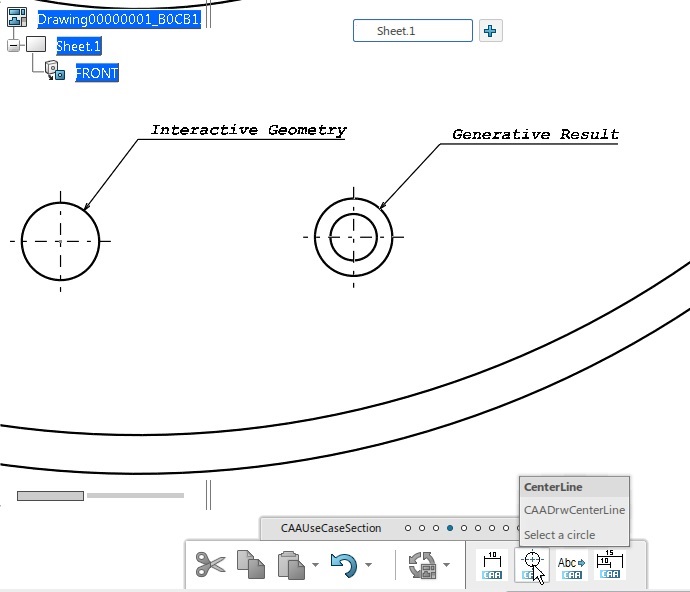 Drawing00000001_B0CB1
Sheet.1
Sheet.1
FRONT
Interactive Geometry
Generative Result
CenterLine
CAADrwCenterLine
Select a circle
CAAUseCaseSection
10
CAA
CAA
Abc
CAA
15
10
CAA